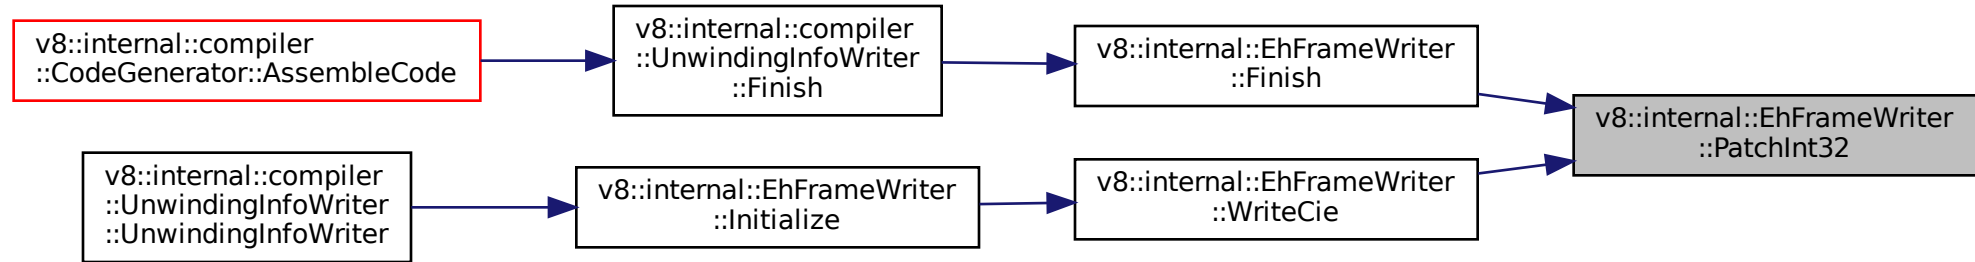 v8::internal::compiler
::CodeGenerator::AssembleCode
v8::internal::compiler
::UnwindingInfoWriter
::Finish
v8::internal::EhFrameWriter
::Finish
v8::internal::EhFrameWriter
::PatchInt32
v8::internal::compiler
::UnwindingInfoWriter
::UnwindingInfoWriter
v8::internal::EhFrameWriter
::Initialize
v8::internal::EhFrameWriter
::WriteCie